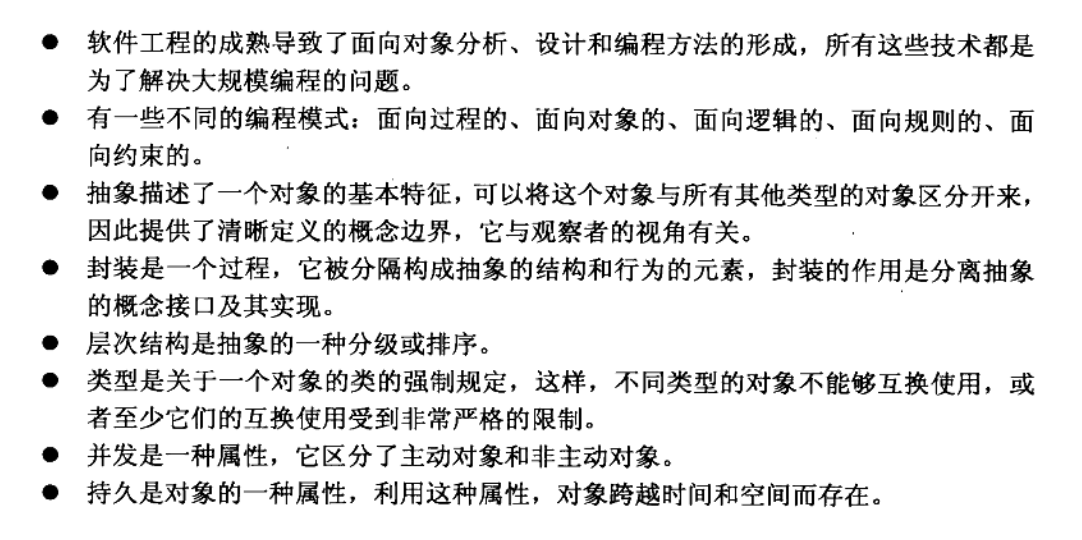 ● 软件工程的成熟导致了面向对象分析、设计和编程方法的形成，所有这些技术都是
为了解决大规模编程的问题。
● 有一些不同的编程模式：面向过程的、面向对象的、面向逻辑的、面向规则的、面
向约束的。
● 抽象描述了一个对象的基本特征，可以将这个对象与所有其他类型的对象区分开来，
因此提供了清晰定义的概念边界，它与观察者的视角有关。
● 封装是一个过程，它被分隔构成抽象的结构和行为的元素，封装的作用是分离抽象
的概念接口及其实现。
● 层次结构是抽象的一种分级或排序。
● 类型是关于一个对象的类的强制规定，这样，不同类型的对象不能够互换使用，或
者至少它们的互换使用受到非常严格的限制。
● 并发是一种属性，它区分了主动对象和非主动对象。
● 持久是对象的一种属性，利用这种属性，对象跨越时间和空间而存在。